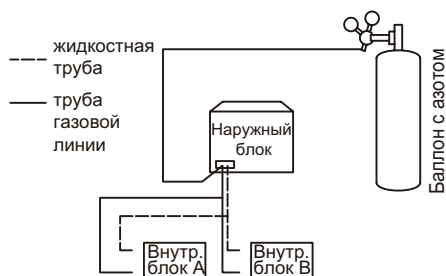 жидкостная
труба
труба
газовой
линии
Наружный
блок
Баллон с азотом
Внутр.
блок А
Внутр.
блок В